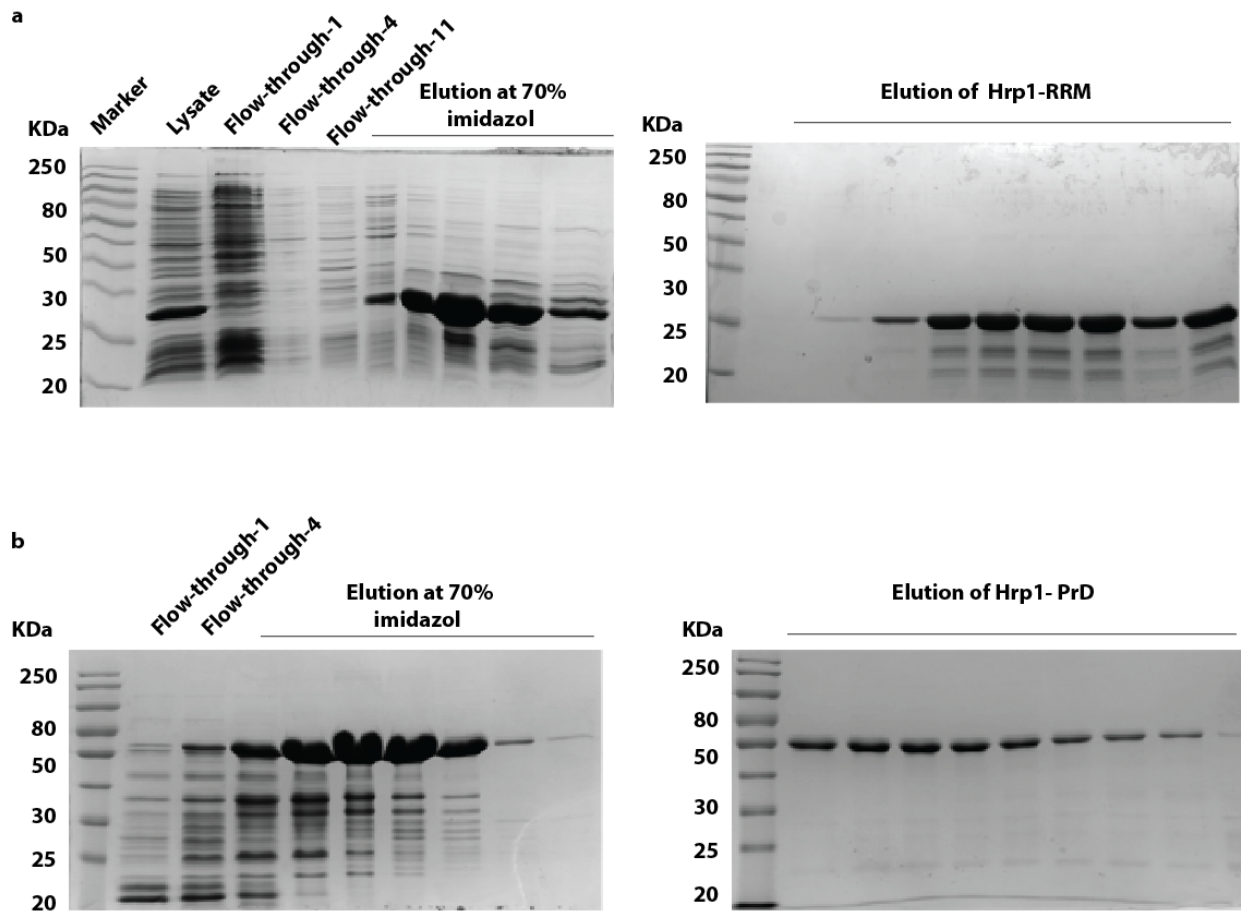 a
Marker
Lysate
Flow-through-1
Flow-through-4
Flow-through-11
Elution at 70%
imidazol
KDa
250
80
50
30
25
20
Elution of Hrp1-RRM
KDa
250
80
50
30
25
20
b
Flow-through-1
Flow-through-4
Elution at 70%
imidazol
KDa
250
80
50
30
25
20
Elution of Hrp1- PrD
KDa
250
80
50
30
25
20